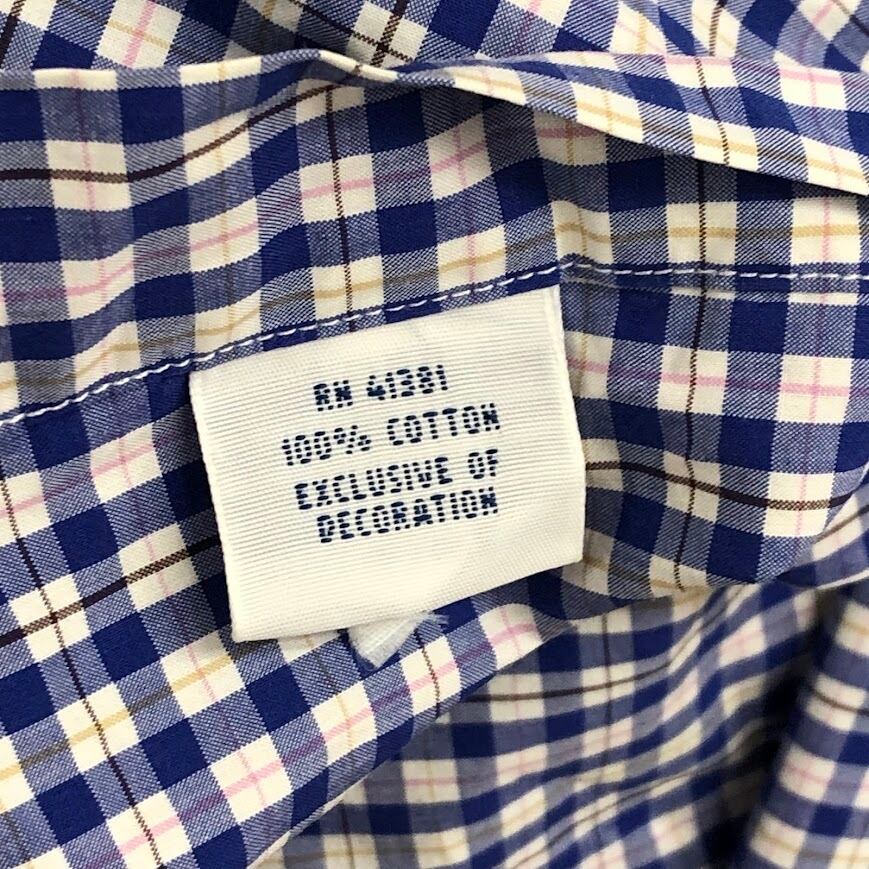 RN 41381
100% COTTON
EXCLUSIVE OF
DECORATION